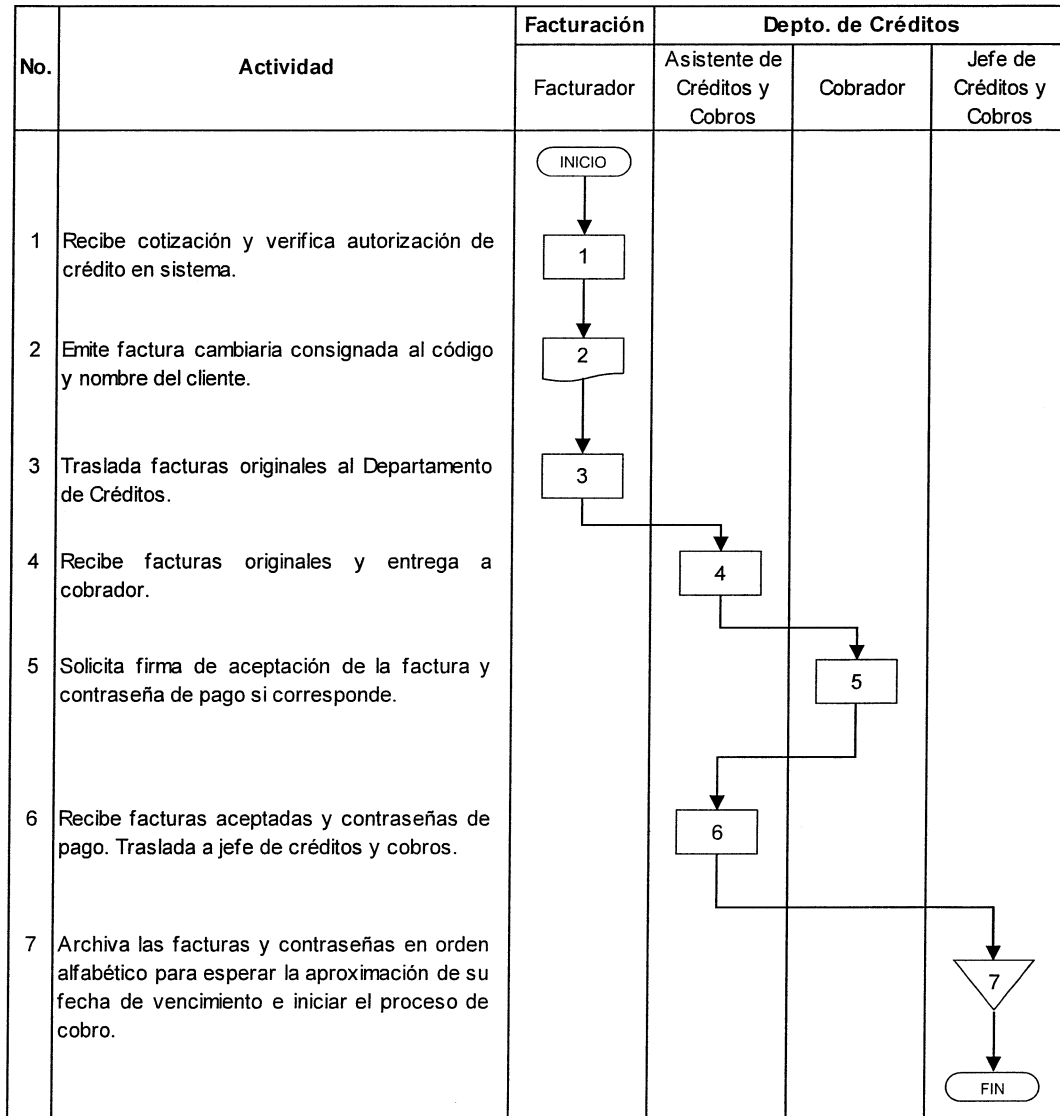 Facturación Depto. de Créditos
No. Actividad
Facturador
Asistente de
Créditos y
Cobros
Cobrador
Jefe de
Créditos y
Cobros
INICIO
1 Recibe cotización y verifica autorización de
crédito en sistema.
1
2 Emite factura cambiaria consignada al código
y nombre del cliente.
2
3 Traslada facturas originales al Departamento
de Créditos.
3
4 Recibe facturas originales y entrega a
cobrador.
4
5 Solicita firma de aceptación de la factura y
contraseña de pago si corresponde.
5
6 Recibe facturas aceptadas y contraseñas de
pago. Traslada a jefe de créditos y cobros.
6
7 Archiva las facturas y contraseñas en orden
alfabético para esperar la aproximación de su
fecha de vencimiento e iniciar el proceso de
cobro.
7
FIN